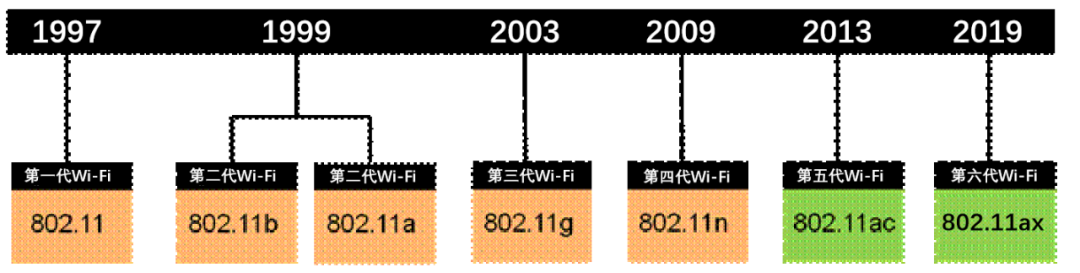 1997 1999 2003 2009 2013 2019
第一代Wi-Fi 第二代Wi-Fi 第二代Wi-Fi 第三代Wi-Fi 第四代Wi-Fi 第五代Wi-Fi 第六代Wi-Fi
802.11 802.11b 802.11a 802.11g 802.11n 802.11ac 802.11ax